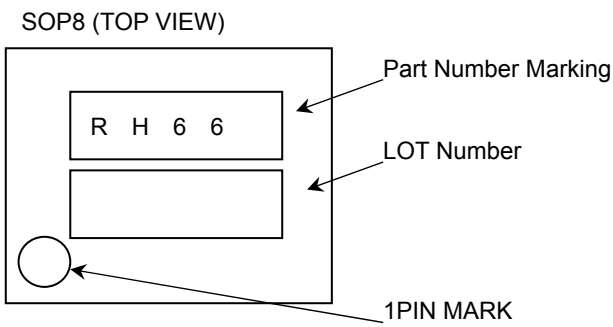 SOP8 (TOP VIEW)
Part Number Marking
R H 6 6
LOT Number
1PIN MARK